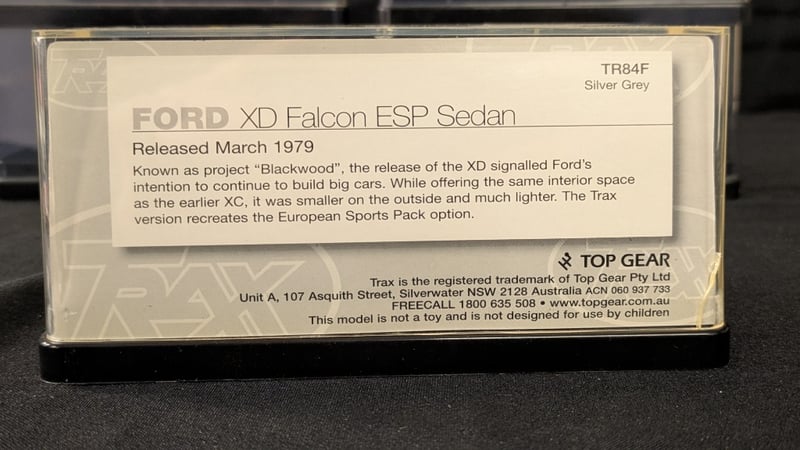 TRAX
TRAX
TR84F
Silver Grey
FORD XD Falcon ESP Sedan
Released March 1979
Known as project “Blackwood”, the release of the XD signalled Ford’s
intention to continue to build big cars. While offering the same interior space
as the earlier XC, it was smaller on the outside and much lighter. The Trax
version recreates the European Sports Pack option.
TRAX
TRAX
TOP GEAR
Trax is the registered trademark of Top Gear Pty Ltd
Unit A, 107 Asquith Street, Silverwater NSW 2128 Australia ACN 060 937 733
FREECALL 1800 635 508 • www.topgear.com.au
This model is not a toy and is not designed for use by children